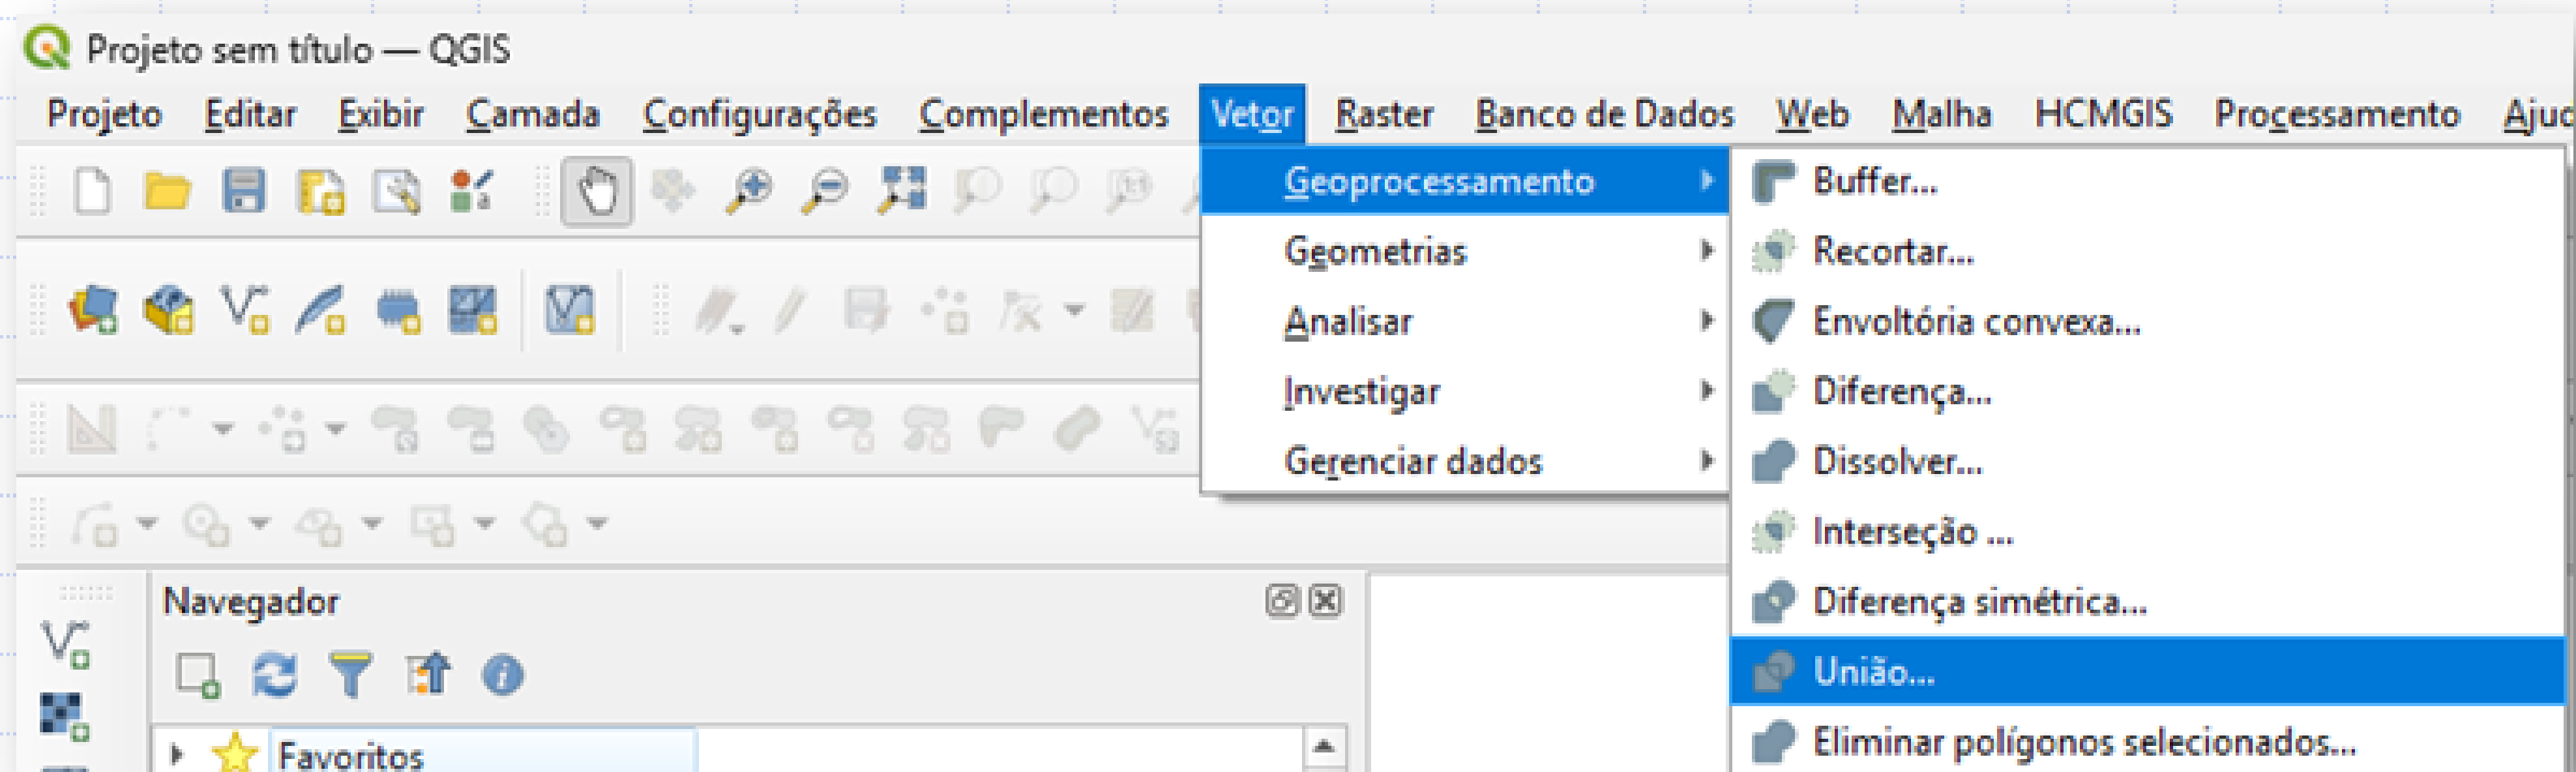 Projeto sem título — QGIS
Projeto Editar Exibir Camada Configurações Complementos Vetor Raster Banco de Dados Web Malha HCMGIS Processamento
Geoprocessamento
Geometrias
Analisar
Investigar
Gerenciar dados
Buffer...
Recortar...
Envoltória convexa...
Diferença...
Dissolver...
Interseção ...
Diferença simétrica...
União...
Eliminar polígonos selecionados...
Navegador
Favoritos